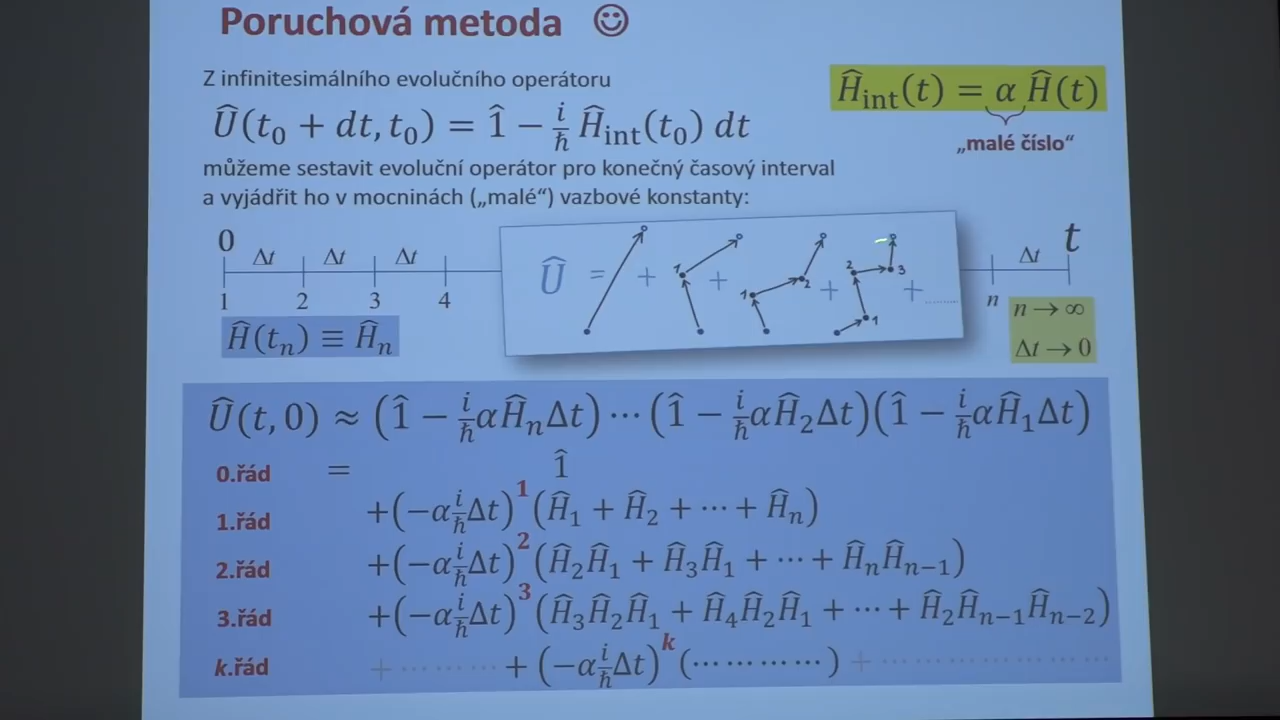 Poruchová metoda ☺
Z infinitesimálního evolučního operátoru
Û(t₀ + dt, t₀) = 1̂ − i/ħ Ĥ_int(t₀) dt
Ĥ_int(t) = α Ĥ(t)
„malé číslo“
můžeme sestavit evoluční operátor pro konečný časový interval
a vyjádřit ho v mocninách („malé“) vazbové konstanty:
0 Δt Δt Δt Δt t
1 2 3 4 n
Û = + 1 + 1 2 + 1 2 3 + ........
Ĥ(tₙ) ≡ Ĥₙ
n → ∞
Δt → 0
Û(t, 0) ≈ (1̂ − i/ħ αĤₙΔt) ⋯ (1̂ − i/ħ αĤ₂Δt)(1̂ − i/ħ αĤ₁Δt)
0.řád = 1̂
1.řád +(−α i/ħ Δt)¹ (Ĥ₁ + Ĥ₂ + ⋯ + Ĥₙ)
2.řád +(−α i/ħ Δt)² (Ĥ₂Ĥ₁ + Ĥ₃Ĥ₁ + ⋯ + ĤₙĤₙ₋₁)
3.řád +(−α i/ħ Δt)³ (Ĥ₃Ĥ₂Ĥ₁ + Ĥ₄Ĥ₂Ĥ₁ + ⋯ + Ĥ₂Ĥₙ₋₁Ĥₙ₋₂)
k.řád + ⋯⋯⋯ + (−α i/ħ Δt)ᵏ (⋯⋯⋯⋯) + ⋯⋯⋯⋯⋯⋯